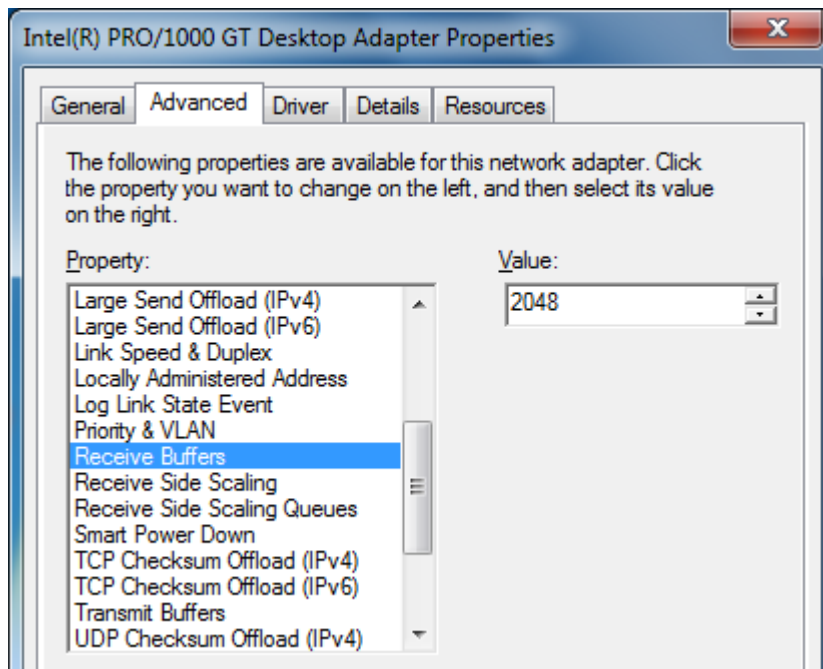 Intel(R) PRO/1000 GT Desktop Adapter Properties
General
Advanced
Driver
Details
Resources
The following properties are available for this network adapter. Click
the property you want to change on the left, and then select its value
on the right.
Property:
Value:
Large Send Offload (IPv4)
2048
Large Send Offload (IPv6)
Link Speed & Duplex
Locally Administered Address
Log Link State Event
Priority & VLAN
Receive Buffers
Receive Side Scaling
Receive Side Scaling Queues
Smart Power Down
TCP Checksum Offload (IPv4)
TCP Checksum Offload (IPv6)
Transmit Buffers
UDP Checksum Offload (IPv4)